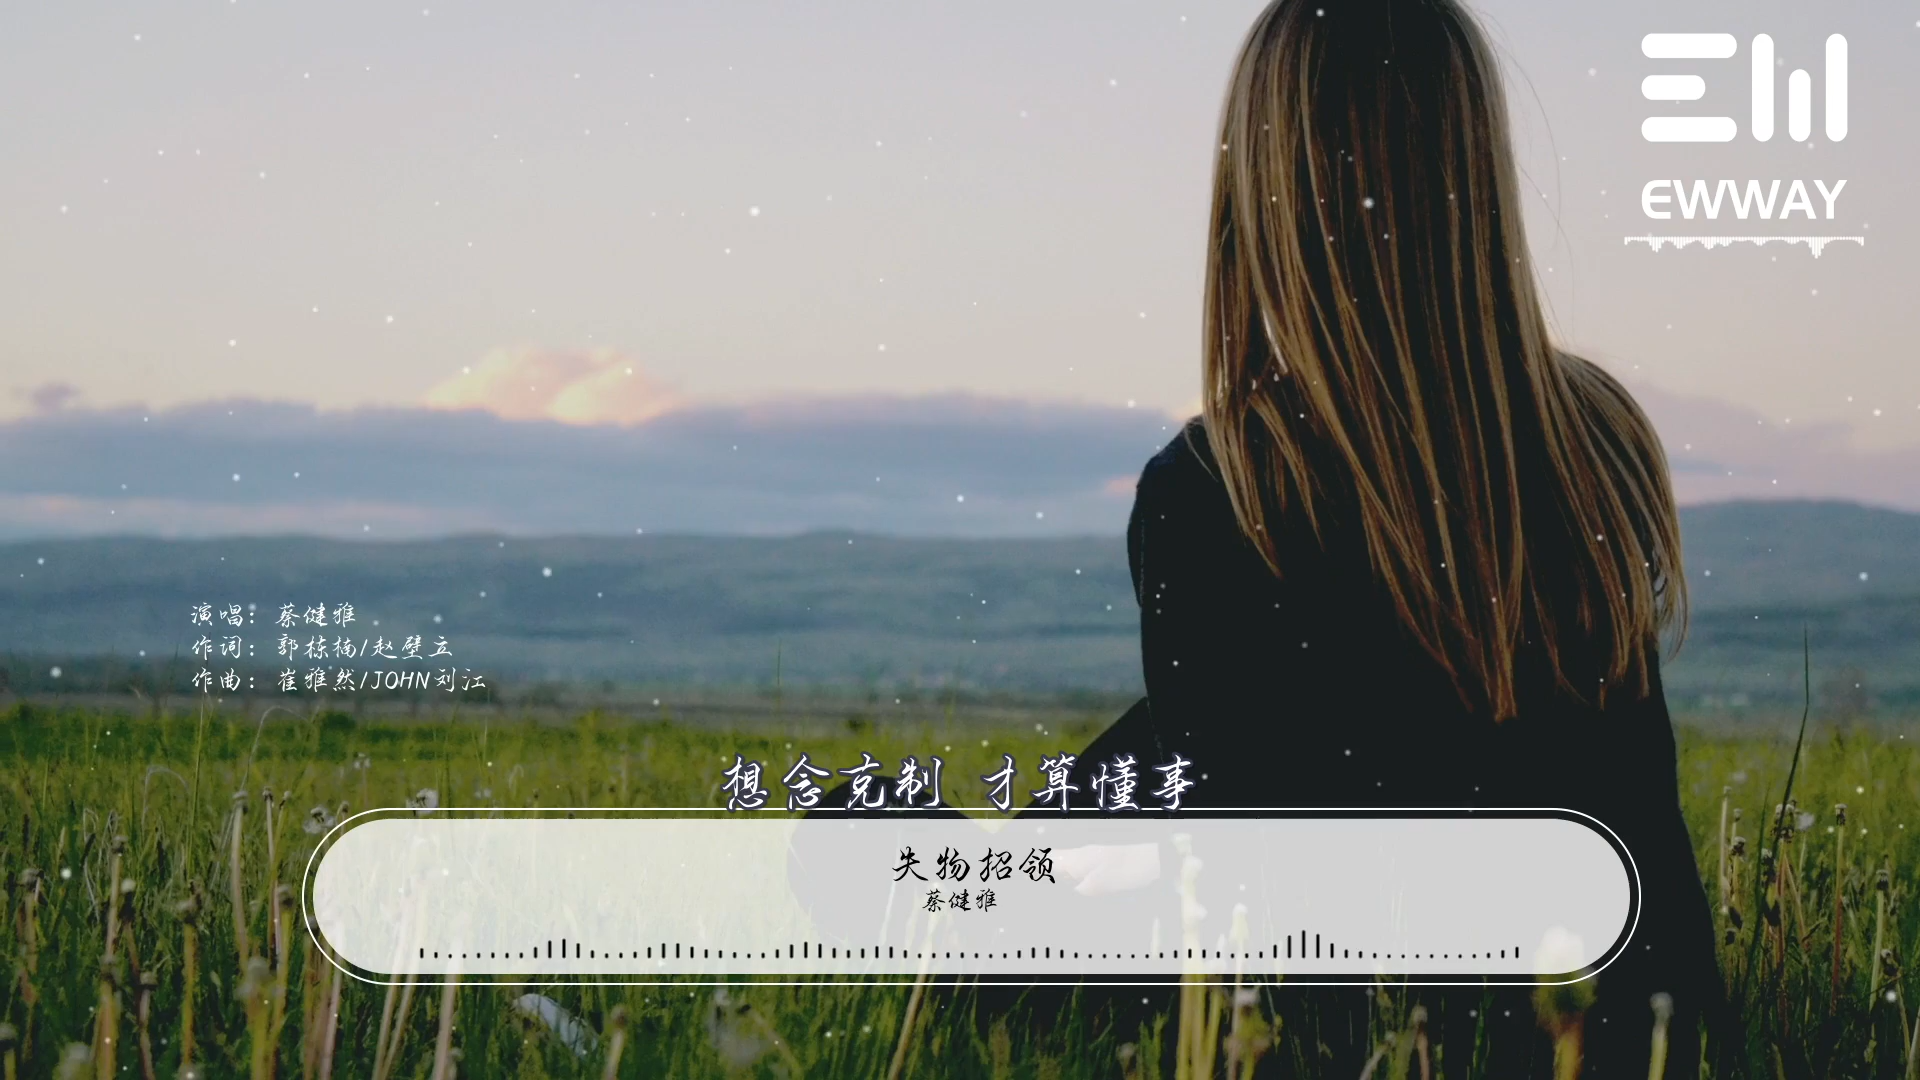 EW
EWWAY
演唱：蔡健雅
作词：郭栋楠/赵壁立
作曲：崔雅然/JOHN刘江
想念克制 才算懂事
失物招领
蔡健雅